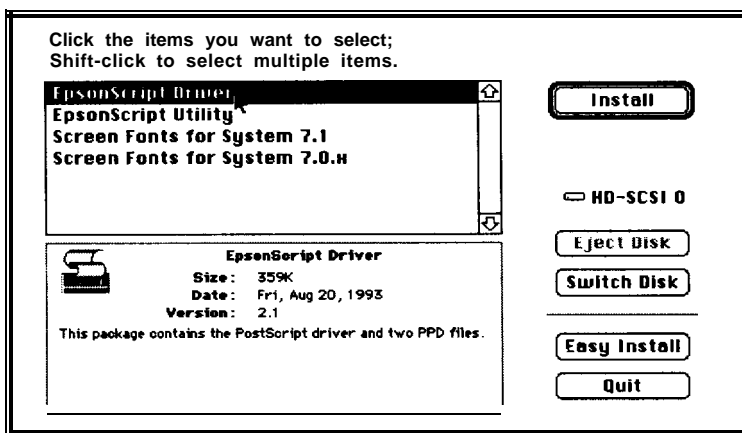 Click the items you want to select;
Shift-click to select multiple items.
EpsonScript Driver
EpsonScript Utility
Screen Fonts for System 7.1
Screen Fonts for System 7.0.x
Install
HD-SCSI 0
Eject Disk
Switch Disk
EpsonScript Driver
Size: 359K
Date: Fri, Aug 20, 1993
Version: 2.1
This package contains the PostScript driver and two PPD files.
Easy Install
Quit